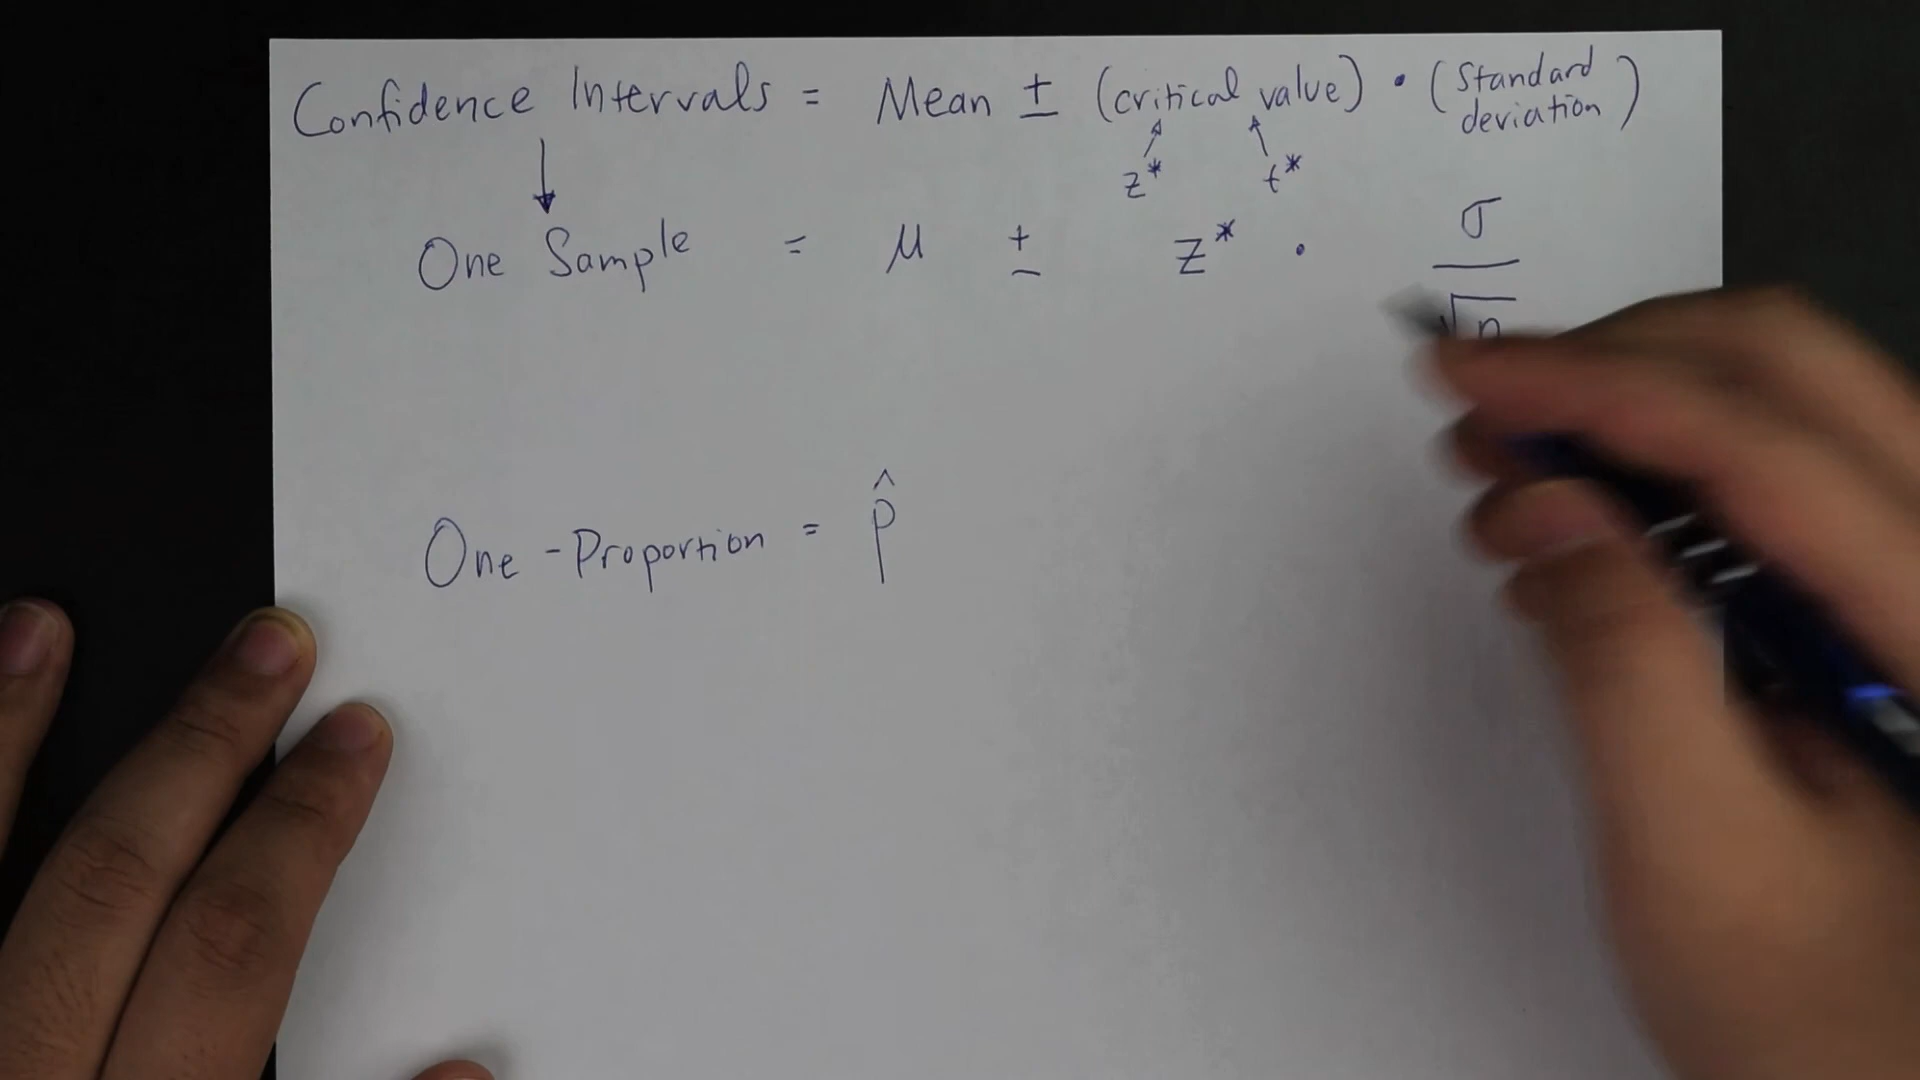 Confidence Intervals = Mean ± (critical value) • (Standard deviation)
z* t*
One Sample = μ ± z* • σ / √n
One-Proportion = p̂